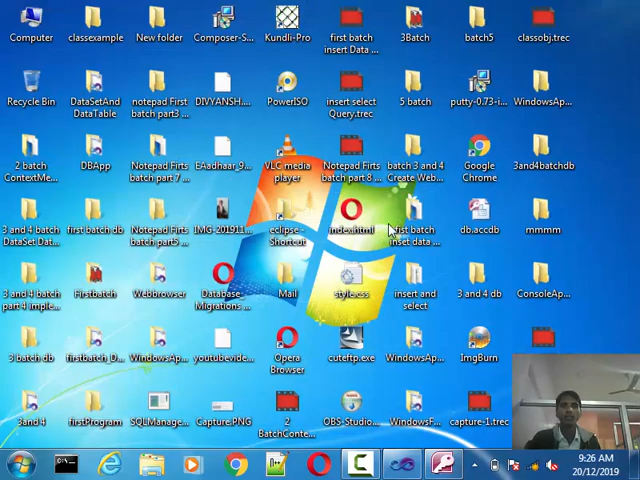 Computer
classexample
New folder
Composer-S...
Kundli-Pro
first batch
insert Data ...
3Batch
batch5
classobj.trec
Recycle Bin
DataSetAnd
DataTable
notepad First
batch part3 ...
DIVYANSH...
PowerISO
insert select
Query.trec
5 batch
putty-0.73-i...
WindowsAp...
2 batch
ContextMe...
DBApp
Notepad Firts
batch part 7 ...
EAadhaar_9...
VLC media
player
Notepad Firts
batch part 8 ...
batch 3 and 4
Create Web...
Google
Chrome
3and4batchdb
3 and 4 batch
DataSet Dat...
first batch db
Notepad Firts
batch part5 ...
IMG-201911...
eclipse -
Shortcut
index.html
first batch
inset data ...
db.accdb
mmmm
3 and 4 batch
part 4 imple...
Firstbatch
Webbrowser
Database-
Migrations ...
Mail
style.css
insert and
select
3 and 4 db
ConsoleAp...
3 batch db
firstbatch_D...
WindowsAp...
youtubevide...
Opera
Browser
cuteftp.exe
WindowsAp...
ImgBurn
3and 4
firstProgram
SQLManage...
Capture.PNG
2
BatchConte...
OBS-Studio...
WindowsF...
capture-1.trec
9:26 AM
20/12/2019